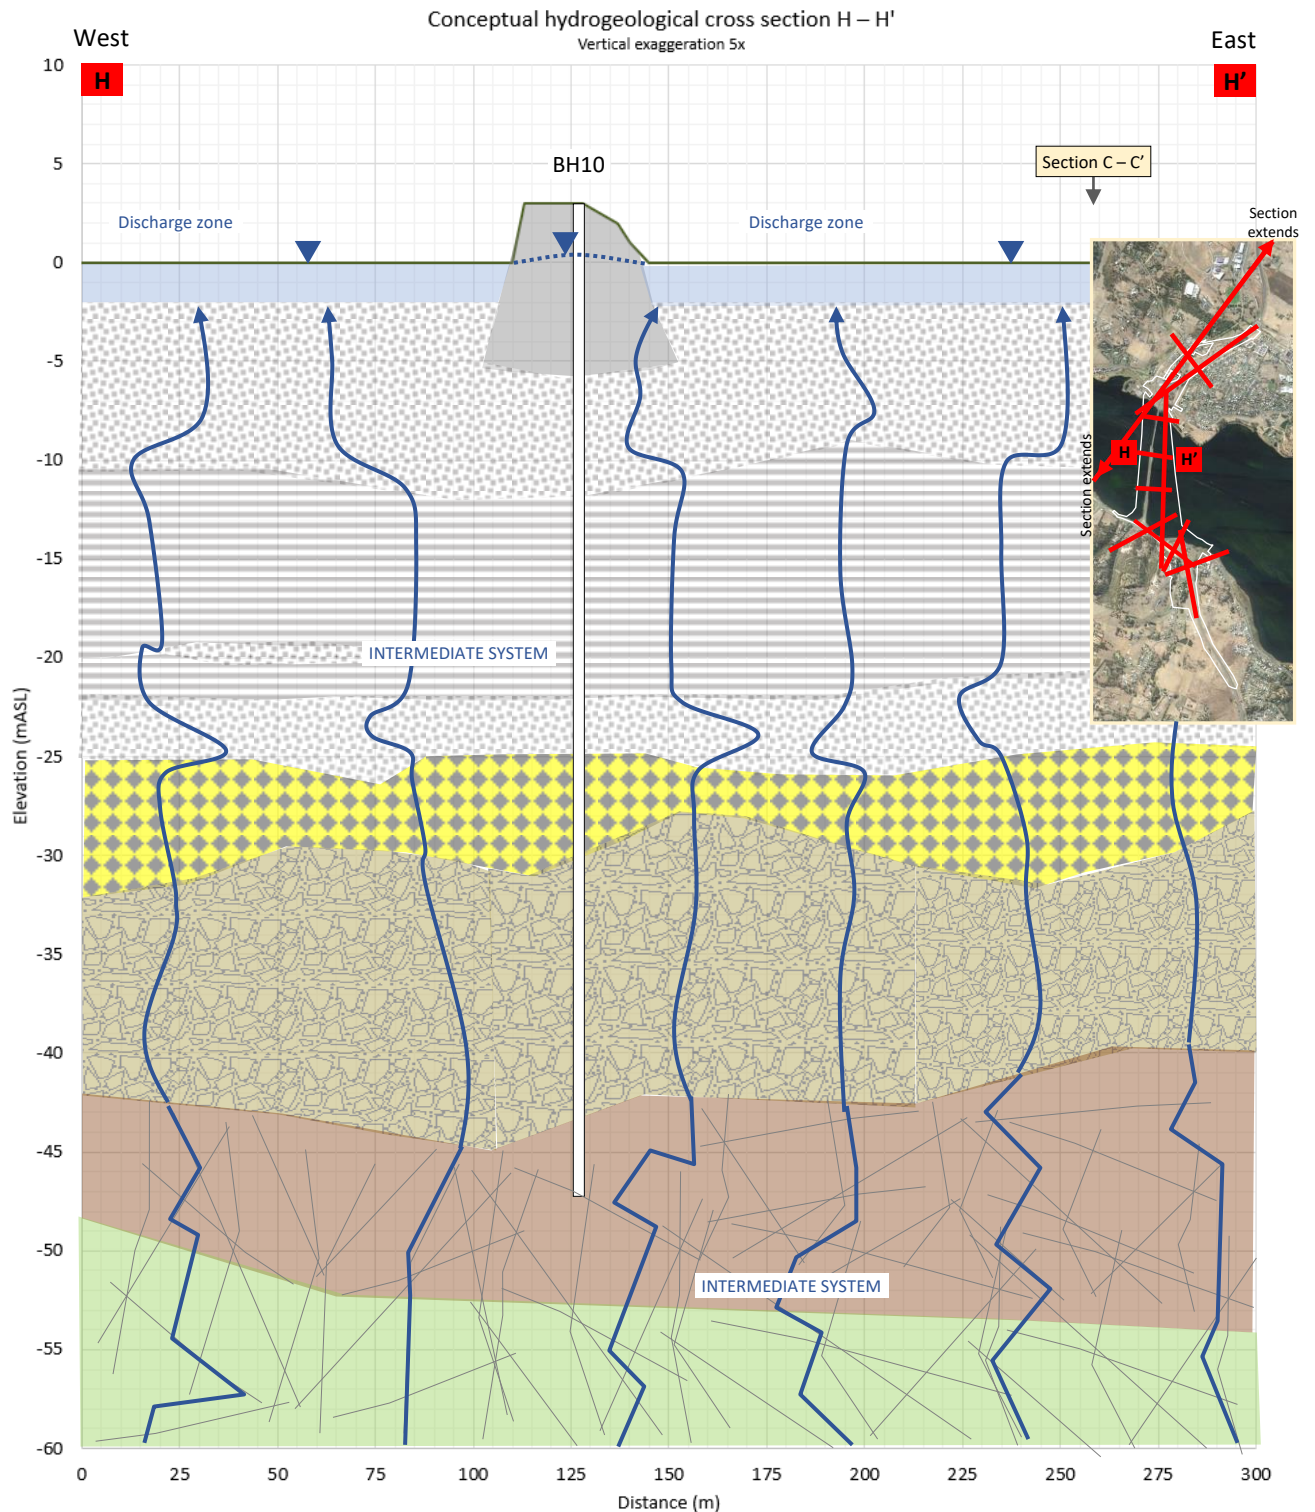 Conceptual hydrogeological cross section H – H'
Vertical exaggeration 5x
West
East
H
H’
BH10
Section C – C’
Discharge zone
Discharge zone
Section
extends
H
H’
Section extends
INTERMEDIATE SYSTEM
INTERMEDIATE SYSTEM
Elevation (mASL)
10
5
0
-5
-10
-15
-20
-25
-30
-35
-40
-45
-50
-55
-60
0 25 50 75 100 125 150 175 200 225 250 275 300
Distance (m)